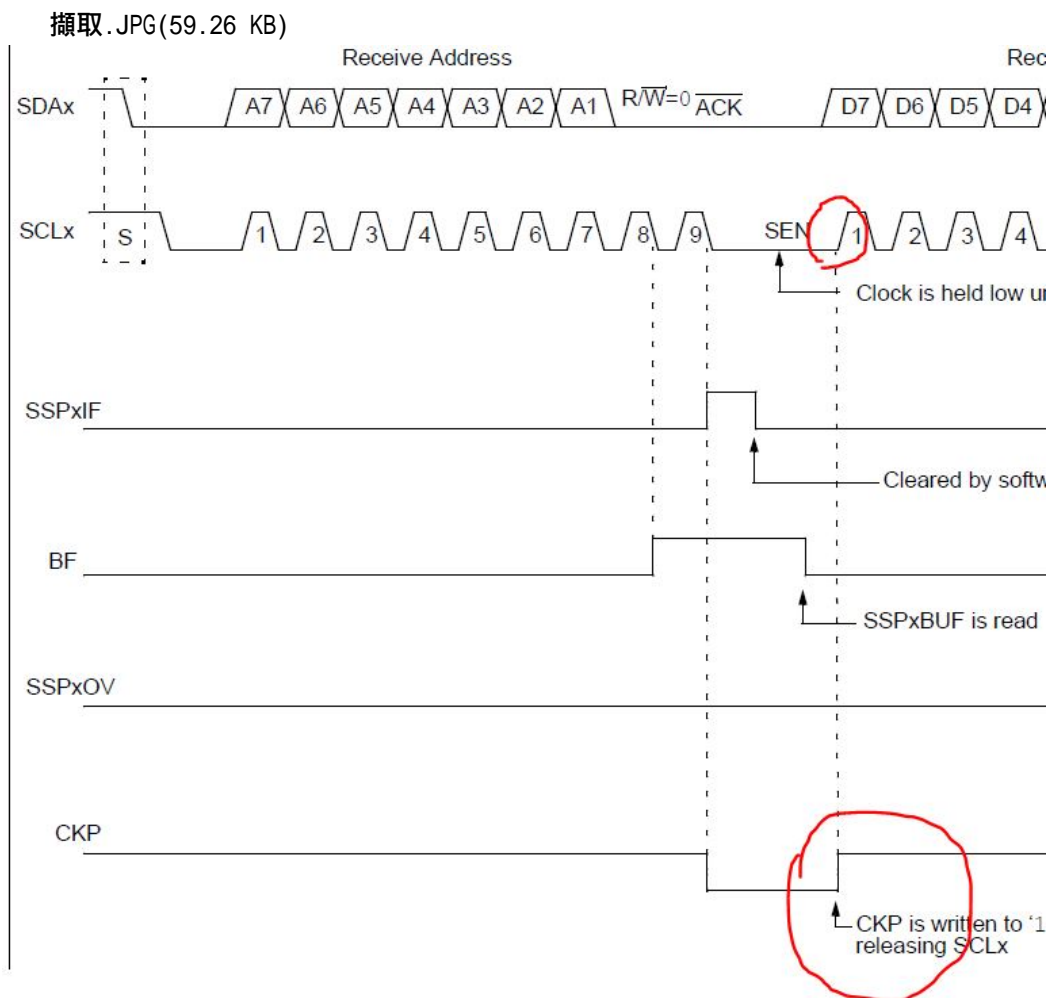 擷取.JPG(59.26 KB)
Receive Address
Rec
SDAx
A7 A6 A5 A4 A3 A2 A1 R/W=0 ACK D7 D6 D5 D4
SCLx
S 1 2 3 4 5 6 7 8 9 SEN 1 2 3 4
Clock is held low un
SSPxIF
Cleared by softw
BF
SSPxBUF is read
SSPxOV
CKP
CKP is written to ‘1
releasing SCLx